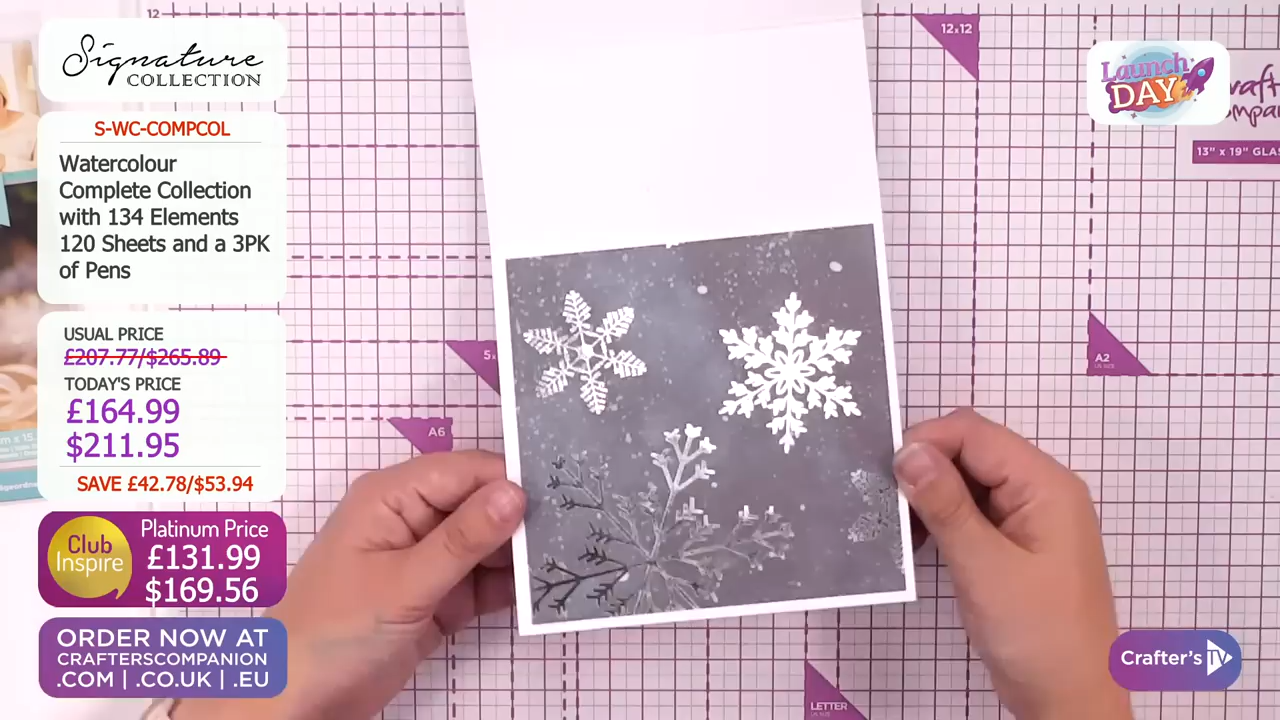 Signature
COLLECTION
S-WC-COMPCOL
Watercolour
Complete Collection
with 134 Elements
120 Sheets and a 3PK
of Pens
USUAL PRICE
£207.77/$265.89
TODAY'S PRICE
£164.99
$211.95
SAVE £42.78/$53.94
Club
Inspire
Platinum Price
£131.99
$169.56
ORDER NOW AT
CRAFTERSCOMPANION
.COM | .CO.UK | .EU
12
12x12
Launch
DAY
13" x 19" GLAS
A2
A6
5x
LETTER
Crafter's TV